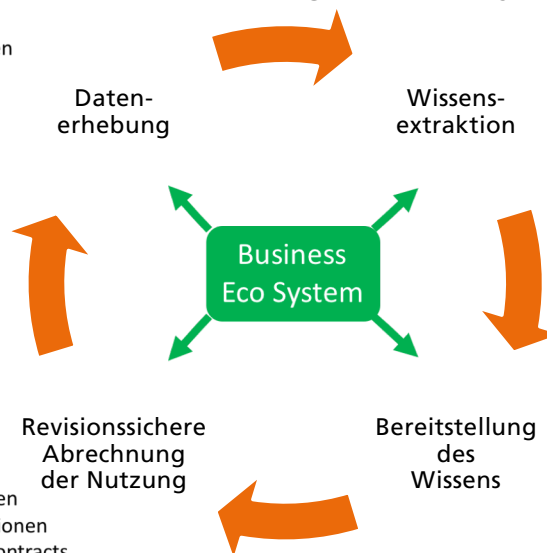 Daten-
erhebung
Wissens-
extraktion
Business
Eco System
Revisionssichere
Abrechnung
der Nutzung
Bereitstellung
des
Wissens